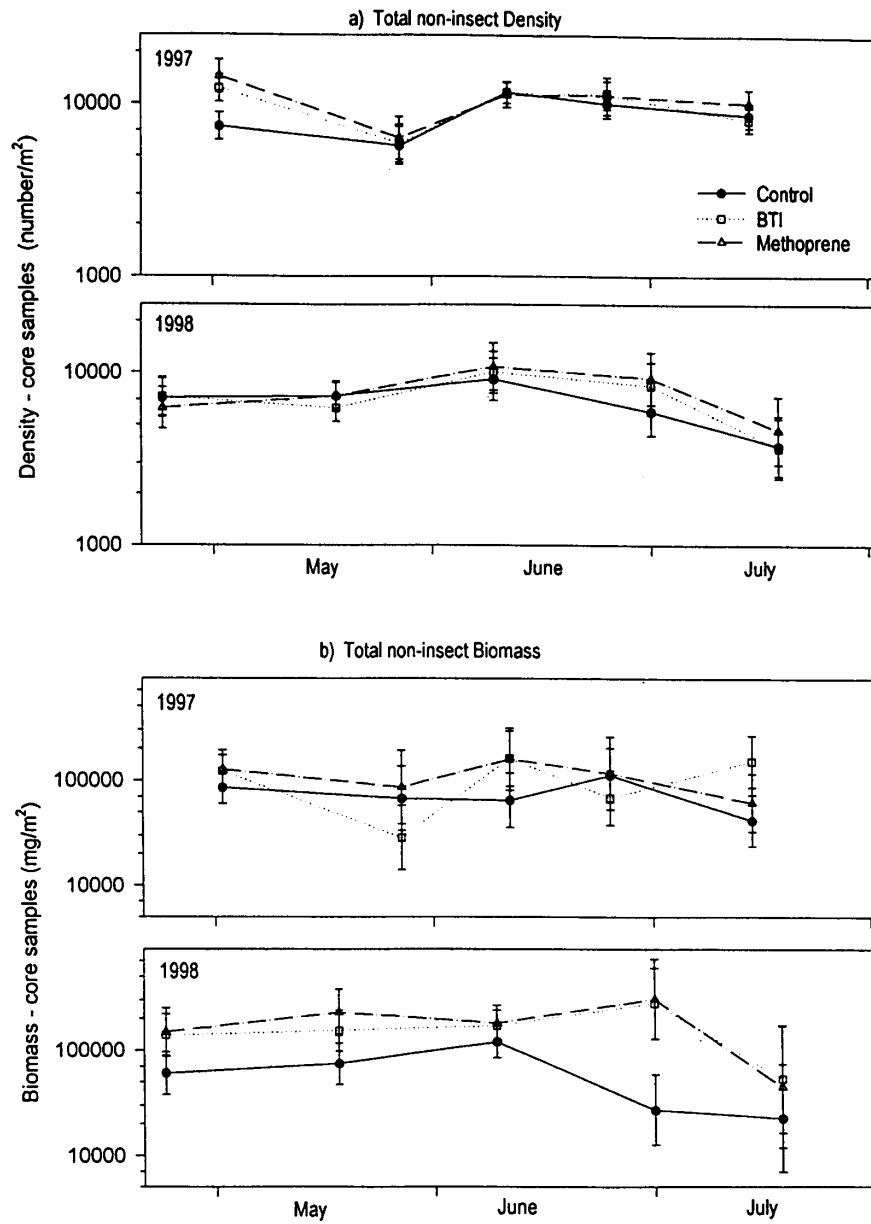 a) Total non-insect Density
1997
10000
1000
Control
BTI
Methoprene
1998
10000
1000
Density - core samples (number/m²)
May June July
b) Total non-insect Biomass
1997
100000
10000
1998
100000
10000
Biomass - core samples (mg/m²)
May June July